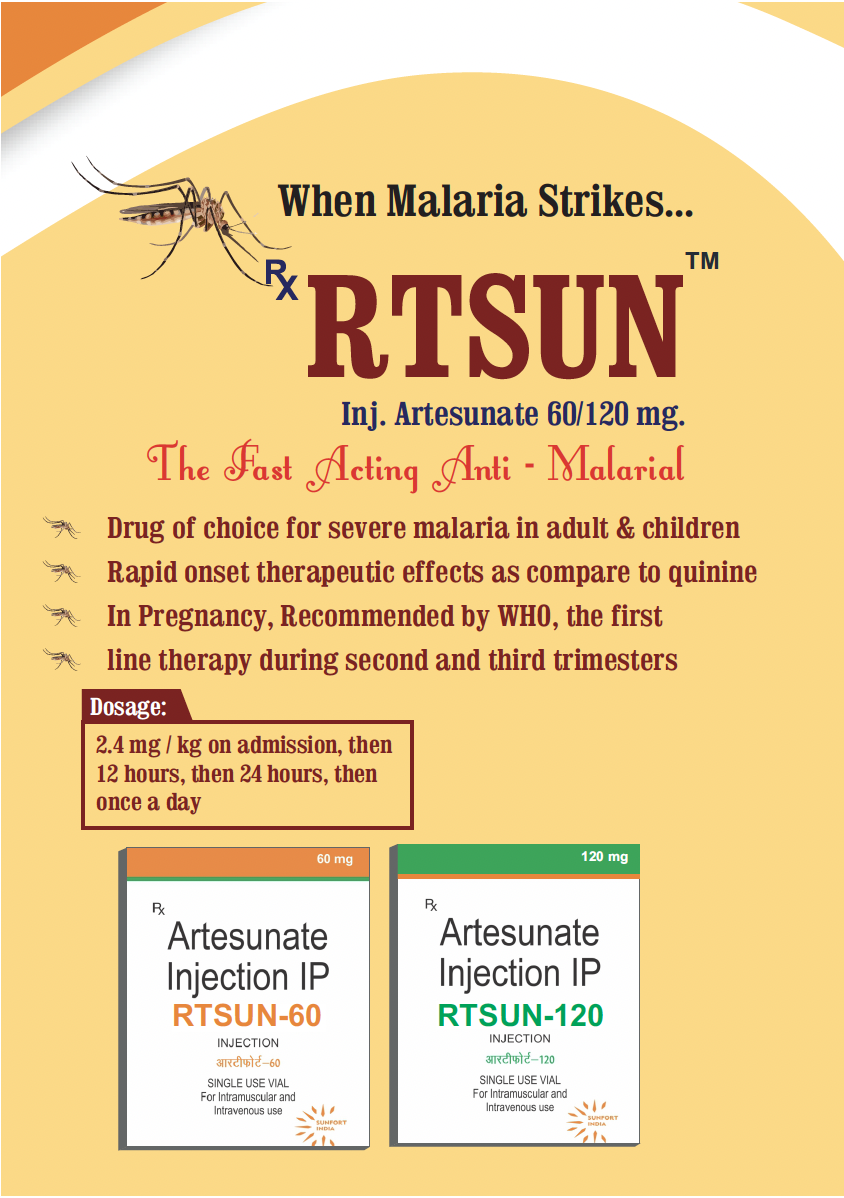 When Malaria Strikes...
Rx RTSUN™
Inj. Artesunate 60/120 mg.
The Fast Acting Anti - Malarial
Drug of choice for severe malaria in adult & children
Rapid onset therapeutic effects as compare to quinine
In Pregnancy, Recommended by WHO, the first
line therapy during second and third trimesters
Dosage:
2.4 mg / kg on admission, then
12 hours, then 24 hours, then
once a day
60 mg
Rx
Artesunate
Injection IP
RTSUN-60
INJECTION
आरटीफोर्ट–60
SINGLE USE VIAL
For Intramuscular and
Intravenous use
SUNFORT
INDIA
120 mg
Rx
Artesunate
Injection IP
RTSUN-120
INJECTION
आरटीफोर्ट–120
SINGLE USE VIAL
For Intramuscular and
Intravenous use
SUNFORT
INDIA